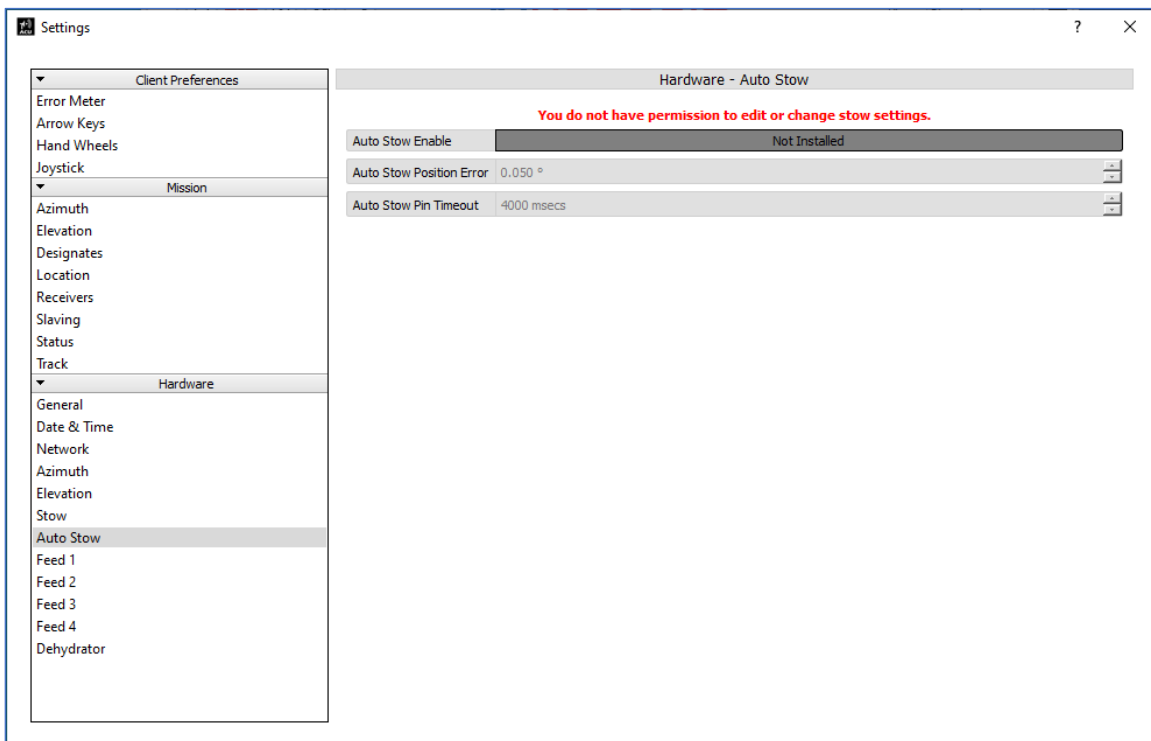 Settings
?
Client Preferences
Error Meter
Arrow Keys
Hand Wheels
Joystick
Mission
Azimuth
Elevation
Designates
Location
Receivers
Slaving
Status
Track
Hardware
General
Date & Time
Network
Azimuth
Elevation
Stow
Auto Stow
Feed 1
Feed 2
Feed 3
Feed 4
Dehydrator
Hardware - Auto Stow
You do not have permission to edit or change stow settings.
Auto Stow Enable Not Installed
Auto Stow Position Error 0.050 °
Auto Stow Pin Timeout 4000 msecs